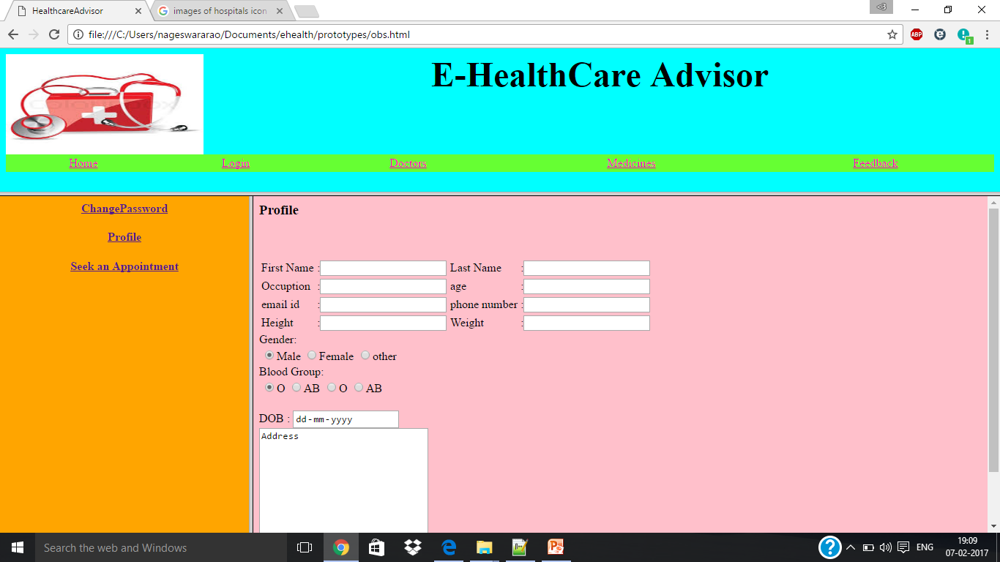 HealthcareAdvisor
images of hospitals icon
<3
file:///C:/Users/nageswararao/Documents/ehealth/prototypes/obs.html
ABP
1
E-HealthCare Advisor
Home Login Doctors Medicines Feedback
ChangePassword
Profile
Seek an Appointment
Profile
First Name : Last Name :
Occuption : age :
email id : phone number :
Height : Weight :
Gender:
Male Female other
Blood Group:
O AB O AB
DOB : dd-mm-yyyy
Address
Search the web and Windows
ENG
19:09
07-02-2017